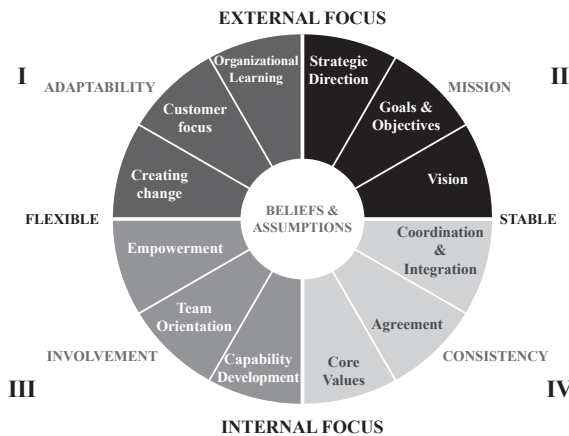 EXTERNAL FOCUS
I
ADAPTABILITY
Organizational
Learning
Strategic
Direction
MISSION
II
Customer
focus
Goals &
Objectives
Creating
change
Vision
FLEXIBLE
BELIEFS &
ASSUMPTIONS
STABLE
Empowerment
Coordination
&
Integration
Team
Orientation
Agreement
INVOLVEMENT
Capability
Development
Core
Values
CONSISTENCY
III
IV
INTERNAL FOCUS